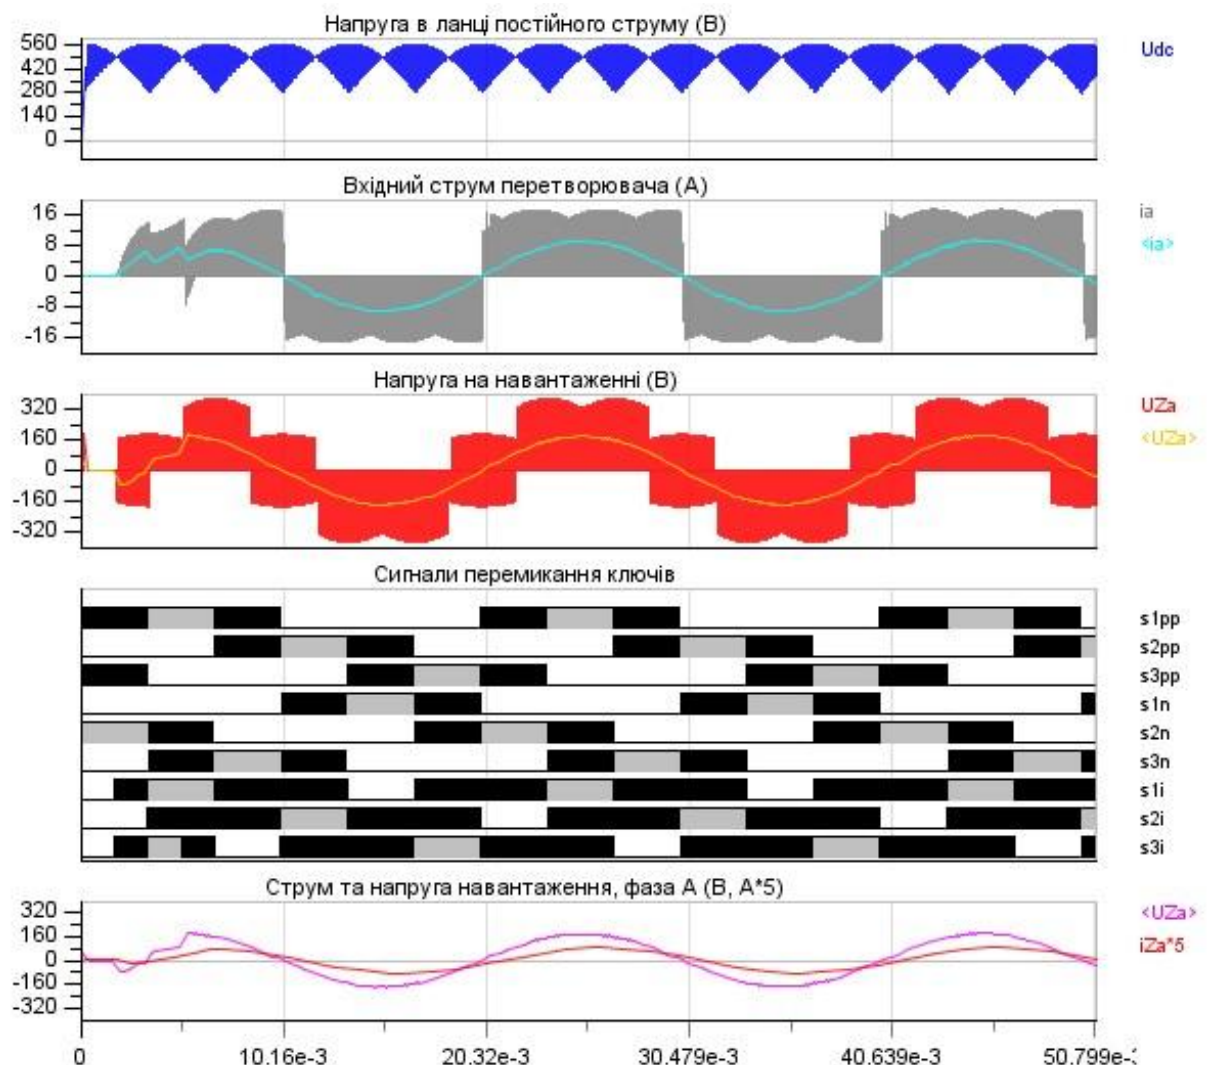 Напруга в ланці постійного струму (В)
560
420
280
140
0
Udc
Вхідний струм перетворювача (А)
16
8
0
-8
-16
ia
<ia>
Напруга на навантаженні (В)
320
160
0
-160
-320
UZa
<UZa>
Сигнали перемикання ключів
s1pp
s2pp
s3pp
s1n
s2n
s3n
s1i
s2i
s3i
Струм та напруга навантаження, фаза А (В, А*5)
320
160
0
-160
-320
<UZa>
iZa*5
0 10.16e-3 20.32e-3 30.479e-3 40.639e-3 50.799e-